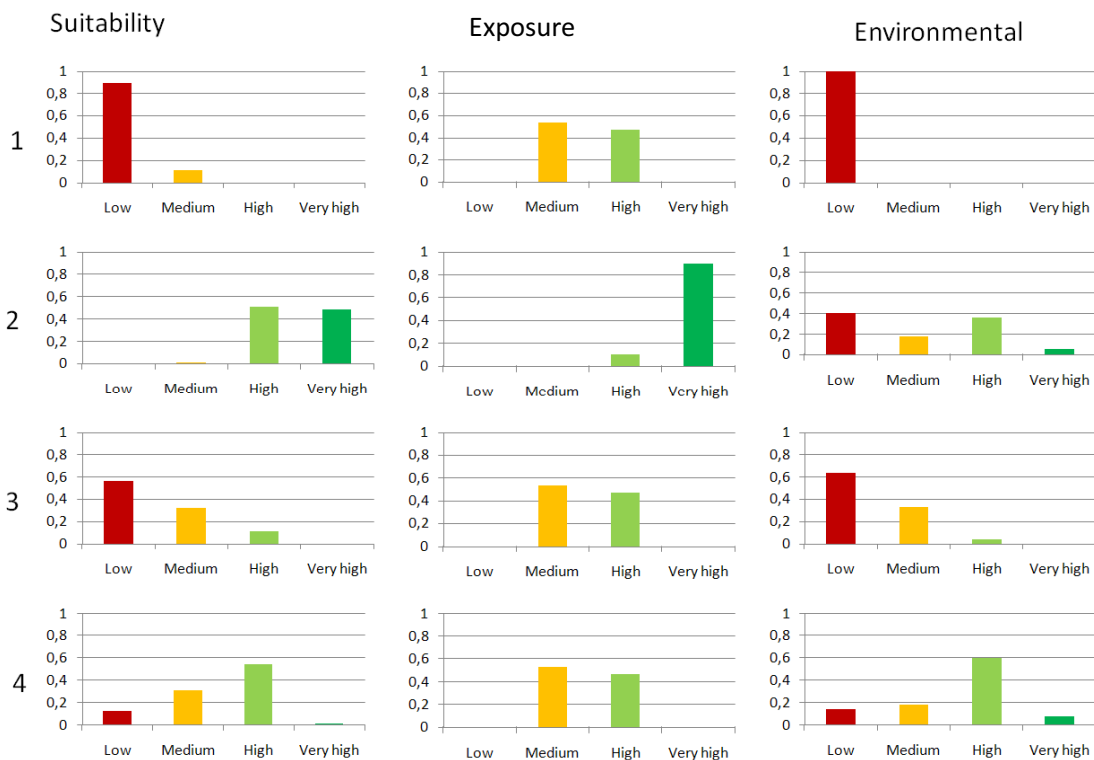 Suitability Exposure Environmental
1
1 0,8 0,6 0,4 0,2 0 Low Medium High Very high
1 0,8 0,6 0,4 0,2 0 Low Medium High Very high
1 0,8 0,6 0,4 0,2 0 Low Medium High Very high
2
1 0,8 0,6 0,4 0,2 0 Low Medium High Very high
1 0,8 0,6 0,4 0,2 0 Low Medium High Very high
1 0,8 0,6 0,4 0,2 0 Low Medium High Very high
3
1 0,8 0,6 0,4 0,2 0 Low Medium High Very high
1 0,8 0,6 0,4 0,2 0 Low Medium High Very high
1 0,8 0,6 0,4 0,2 0 Low Medium High Very high
4
1 0,8 0,6 0,4 0,2 0 Low Medium High Very high
1 0,8 0,6 0,4 0,2 0 Low Medium High Very high
1 0,8 0,6 0,4 0,2 0 Low Medium High Very high